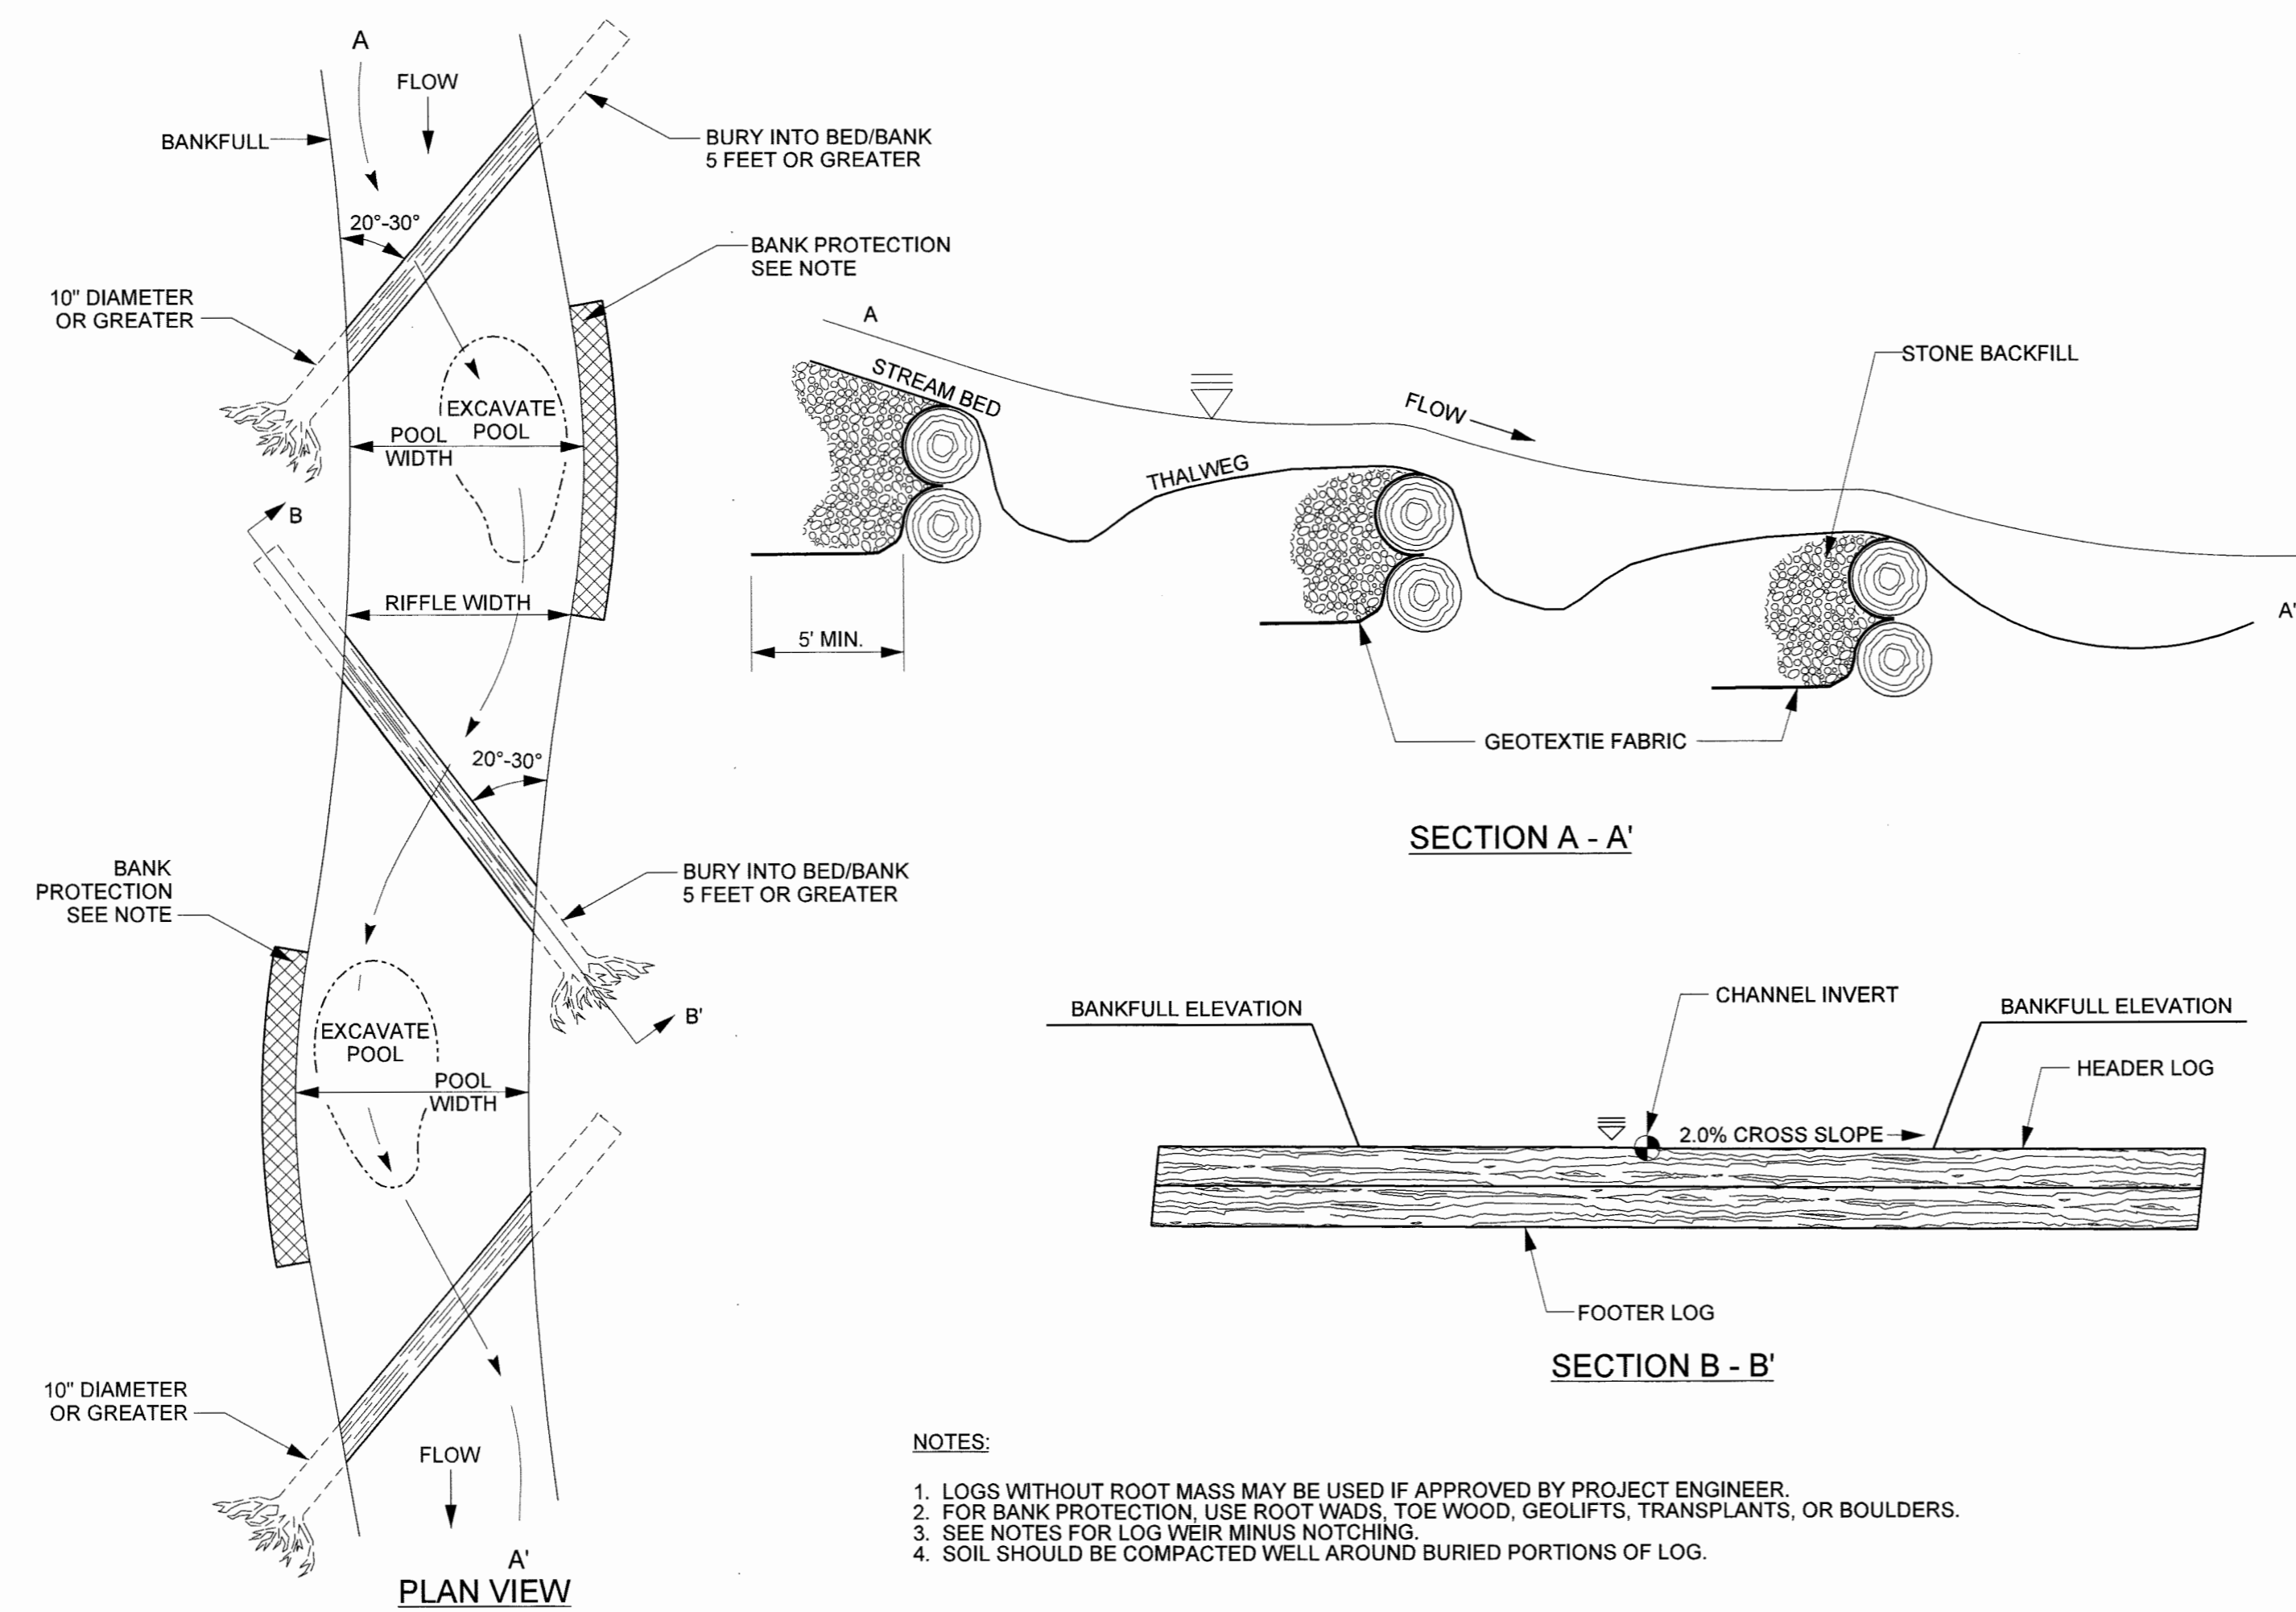 A
FLOW
BANKFULL
BURY INTO BED/BANK
5 FEET OR GREATER
20°-30°
BANK PROTECTION
SEE NOTE
10" DIAMETER
OR GREATER
EXCAVATE
POOL
POOL
WIDTH
B
RIFFLE WIDTH
20°-30°
BANK
PROTECTION
SEE NOTE
BURY INTO BED/BANK
5 FEET OR GREATER
B'
EXCAVATE
POOL
POOL
WIDTH
10" DIAMETER
OR GREATER
FLOW
A'
PLAN VIEW
A
STREAM BED
STONE BACKFILL
FLOW
THALWEG
A'
5' MIN.
GEOTEXTIE FABRIC
SECTION A - A'
CHANNEL INVERT
BANKFULL ELEVATION
BANKFULL ELEVATION
HEADER LOG
2.0% CROSS SLOPE
FOOTER LOG
SECTION B - B'
NOTES:
1. LOGS WITHOUT ROOT MASS MAY BE USED IF APPROVED BY PROJECT ENGINEER.
2. FOR BANK PROTECTION, USE ROOT WADS, TOE WOOD, GEOLIFTS, TRANSPLANTS, OR BOULDERS.
3. SEE NOTES FOR LOG WEIR MINUS NOTCHING.
4. SOIL SHOULD BE COMPACTED WELL AROUND BURIED PORTIONS OF LOG.